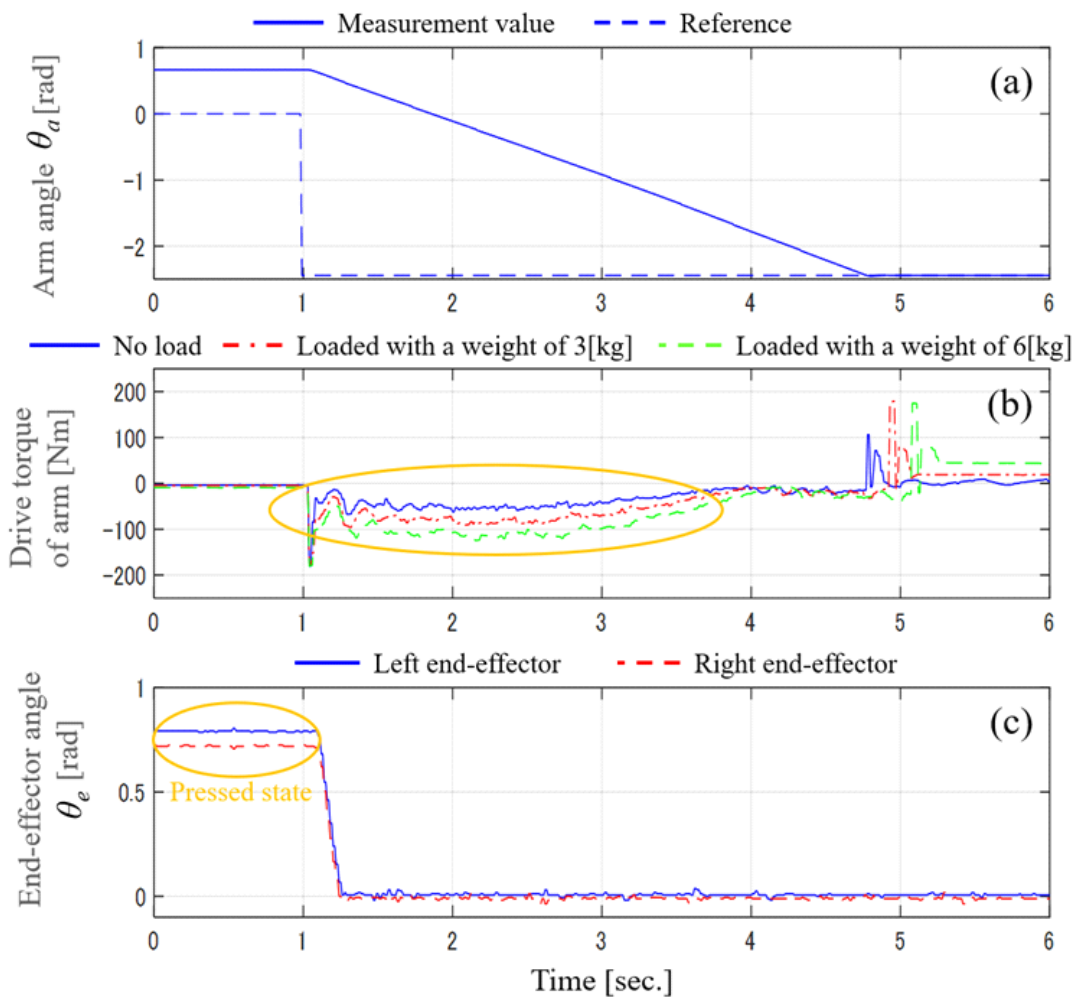 Measurement value Reference
Arm angle θa [rad]
(a)
1
0
-1
-2
0 1 2 3 4 5 6
No load Loaded with a weight of 3[kg] Loaded with a weight of 6[kg]
Drive torque
of arm [Nm]
(b)
200
100
0
-100
-200
0 1 2 3 4 5 6
Left end-effector Right end-effector
End-effector angle
θe [rad]
(c)
1
0.5
0
Pressed state
0 1 2 3 4 5 6
Time [sec.]